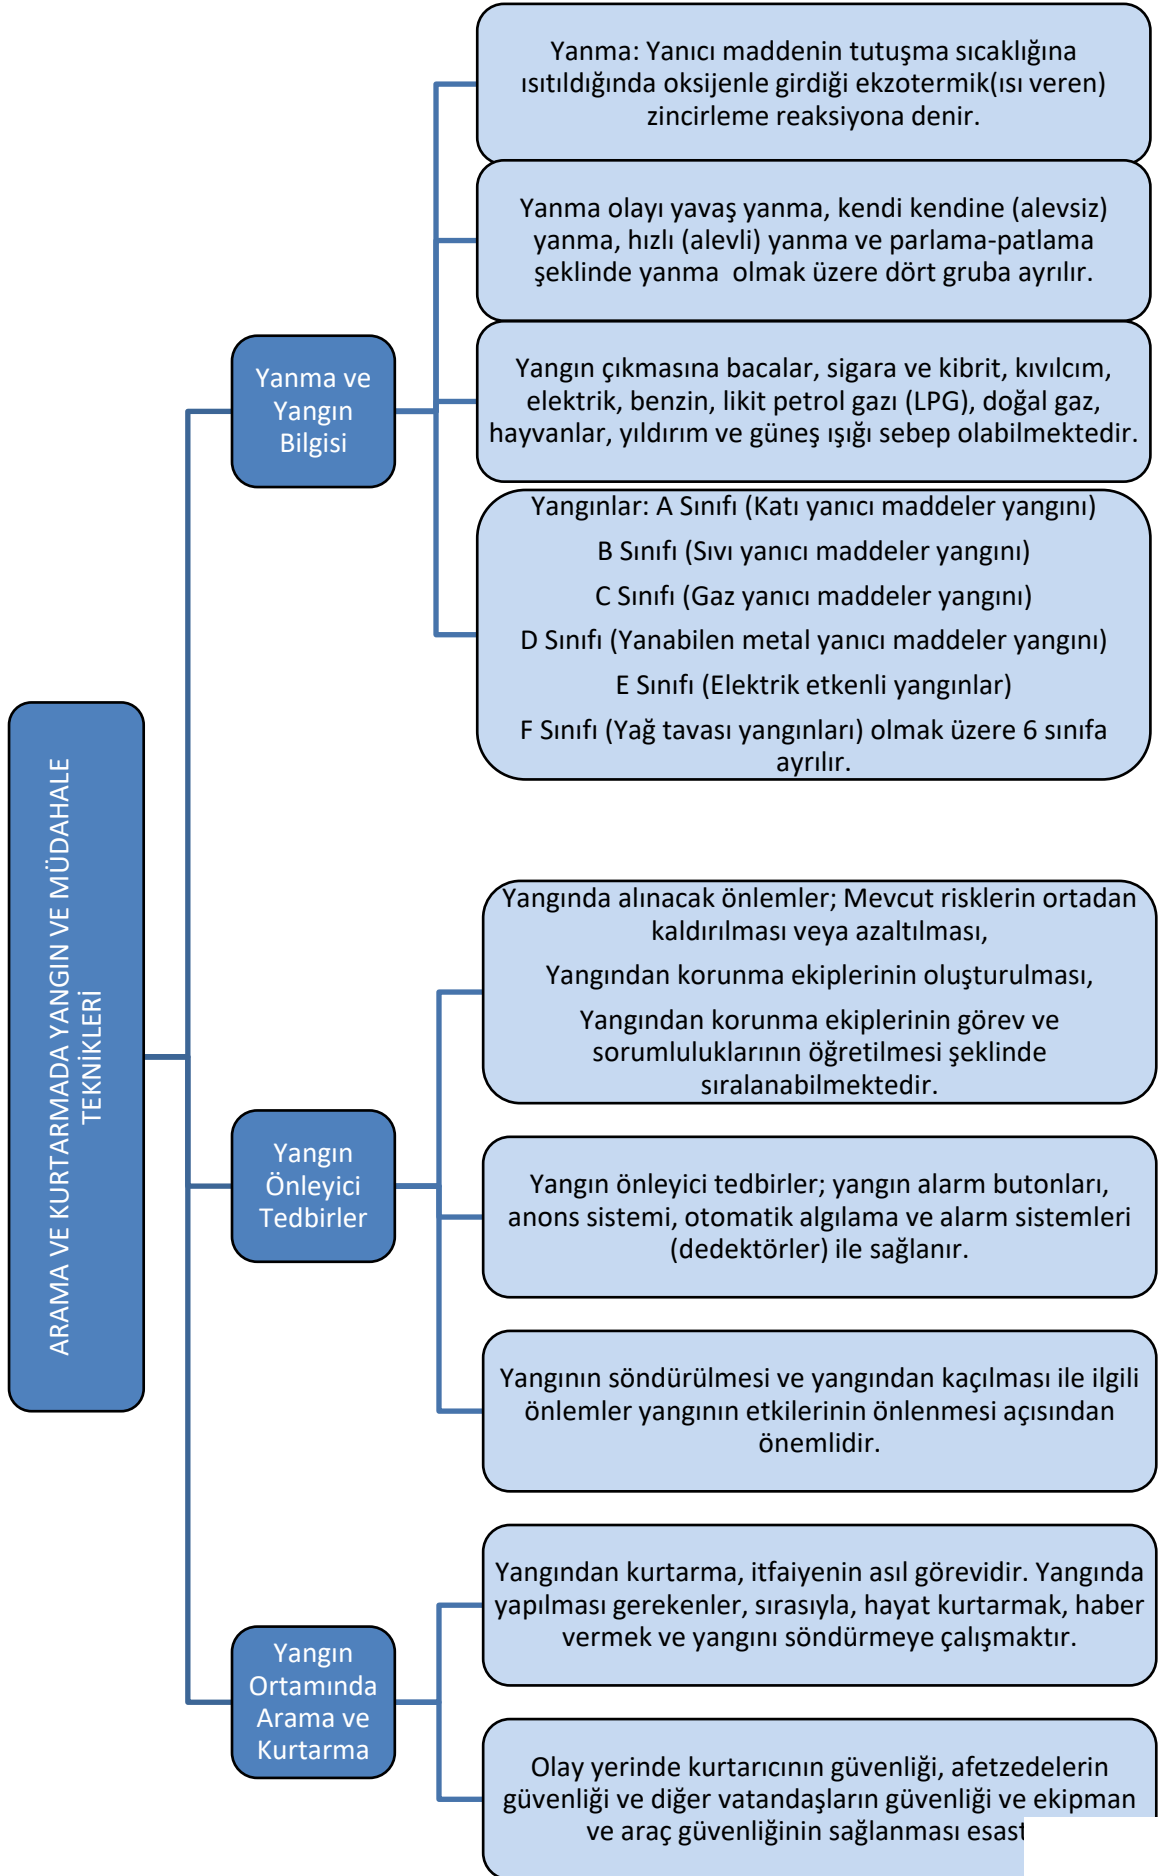 ARAMA VE KURTARMADA YANGIN VE MÜDAHALE
TEKNİKLERİ
Yanma ve
Yangın
Bilgisi
Yanma: Yanıcı maddenin tutuşma sıcaklığına
ısıtıldığında oksijenle girdiği ekzotermik(ısı veren)
zincirleme reaksiyona denir.
Yanma olayı yavaş yanma, kendi kendine (alevsiz)
yanma, hızlı (alevli) yanma ve parlama-patlama
şeklinde yanma olmak üzere dört gruba ayrılır.
Yangın çıkmasına bacalar, sigara ve kibrit, kıvılcım,
elektrik, benzin, likit petrol gazı (LPG), doğal gaz,
hayvanlar, yıldırım ve güneş ışığı sebep olabilmektedir.
Yangınlar: A Sınıfı (Katı yanıcı maddeler yangını)
B Sınıfı (Sıvı yanıcı maddeler yangını)
C Sınıfı (Gaz yanıcı maddeler yangını)
D Sınıfı (Yanabilen metal yanıcı maddeler yangını)
E Sınıfı (Elektrik etkenli yangınlar)
F Sınıfı (Yağ tavası yangınları) olmak üzere 6 sınıfa
ayrılır.
Yangın
Önleyici
Tedbirler
Yangında alınacak önlemler; Mevcut risklerin ortadan
kaldırılması veya azaltılması,
Yangından korunma ekiplerinin oluşturulması,
Yangından korunma ekiplerinin görev ve
sorumluluklarının öğretilmesi şeklinde
sıralanabilmektedir.
Yangın önleyici tedbirler; yangın alarm butonları,
anons sistemi, otomatik algılama ve alarm sistemleri
(dedektörler) ile sağlanır.
Yangının söndürülmesi ve yangından kaçılması ile ilgili
önlemler yangının etkilerinin önlenmesi açısından
önemlidir.
Yangın
Ortamında
Arama ve
Kurtarma
Yangından kurtarma, itfaiyenin asıl görevidir. Yangında
yapılması gerekenler, sırasıyla, hayat kurtarmak, haber
vermek ve yangını söndürmeye çalışmaktır.
Olay yerinde kurtarıcının güvenliği, afetzedelerin
güvenliği ve diğer vatandaşların güvenliği ve ekipman
ve araç güvenliğinin sağlanması